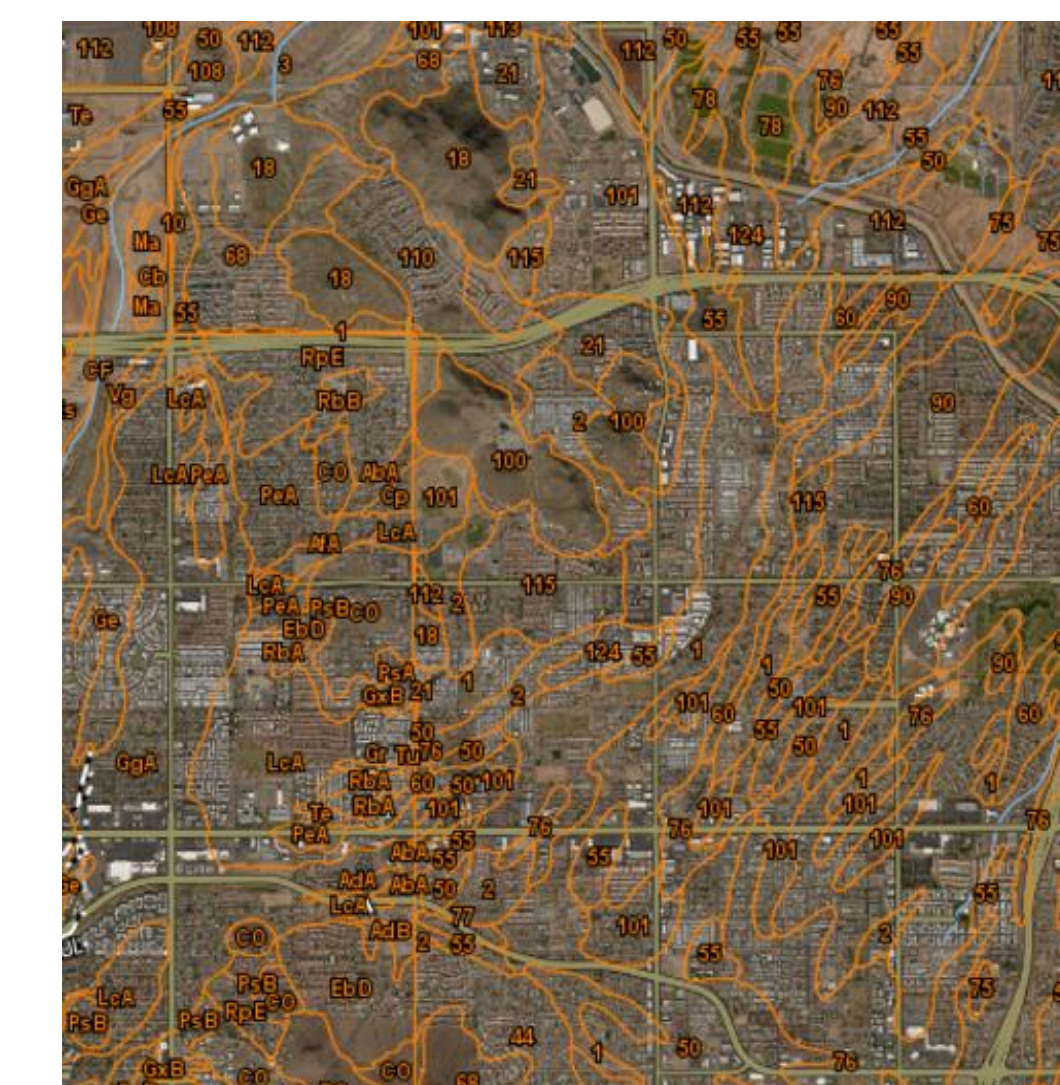 108 101 113
112 50 112 112 50 55 55 55
68 55
108 3 21 76
Te 55 78 90 112
78 55
18 18 50
GgA 21 101
Ge 10 112 112 75
Ma 124 75
68 110 115
Cb 18
Ma 55 90
1 55 60
RpE 21
CF
Vg LcA RbB 90
2 100
100
LcA PeA CO AbA
PeA Cp 101 115 60
LcA
AfA
76
LcA 112 115 55 90
PeA PsB CO 2
Ge EbD 18
RbA 124 55 1 90
PsA 1
GxB 21 1 2 50
101 60 101 76 60
50 55 1
GgA LcA Gr Tu 76 50 50
RbA 60 50 101 1 1
RbA 101 101 101
Te 76 76 76
PeA 55 101
AbA 55 55 101
AdA AbA 50 2 55
LcA 77
AdB 101
CO 2 55 55 2
PsB EbD 75
LcA CO
PsB PsB RpE
44 50
1
GxB CO CO 68 76